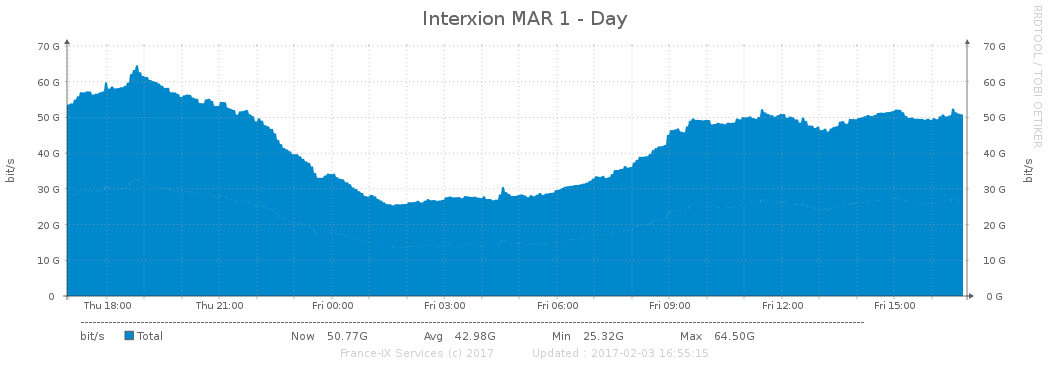 Interxion MAR 1 - Day
RRDTOOL / TOBI OETIKER
70 G 70 G
60 G 60 G
50 G 50 G
40 G 40 G
30 G 30 G
20 G 20 G
10 G 10 G
0 0 G
bit/s bit/s
Thu 18:00 Thu 21:00 Fri 00:00 Fri 03:00 Fri 06:00 Fri 09:00 Fri 12:00 Fri 15:00
bit/s Total Now 50.77G Avg 42.98G Min 25.32G Max 64.50G
France-IX Services (c) 2017 Updated : 2017-02-03 16:55:15